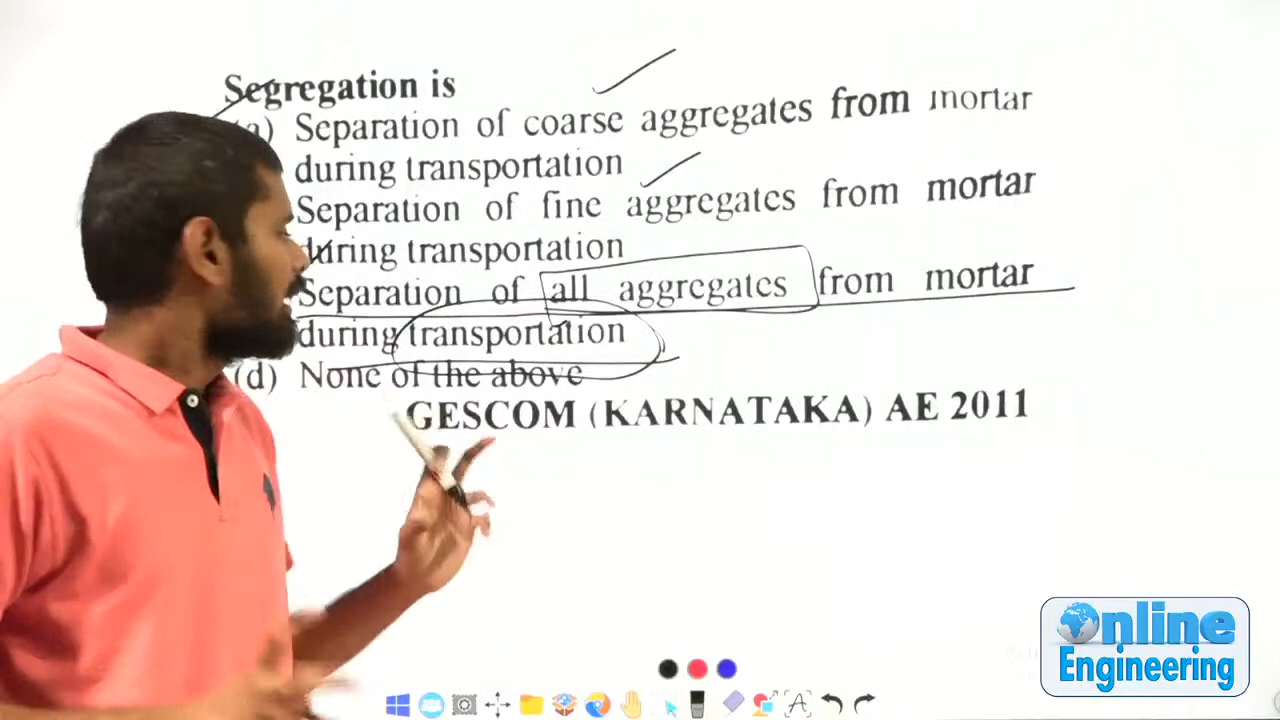 Segregation is
(a) Separation of coarse aggregates from mortar
during transportation
Separation of fine aggregates from mortar
during transportation
Separation of all aggregates from mortar
during transportation
(d) None of the above
GESCOM (KARNATAKA) AE 2011
Online
Engineering